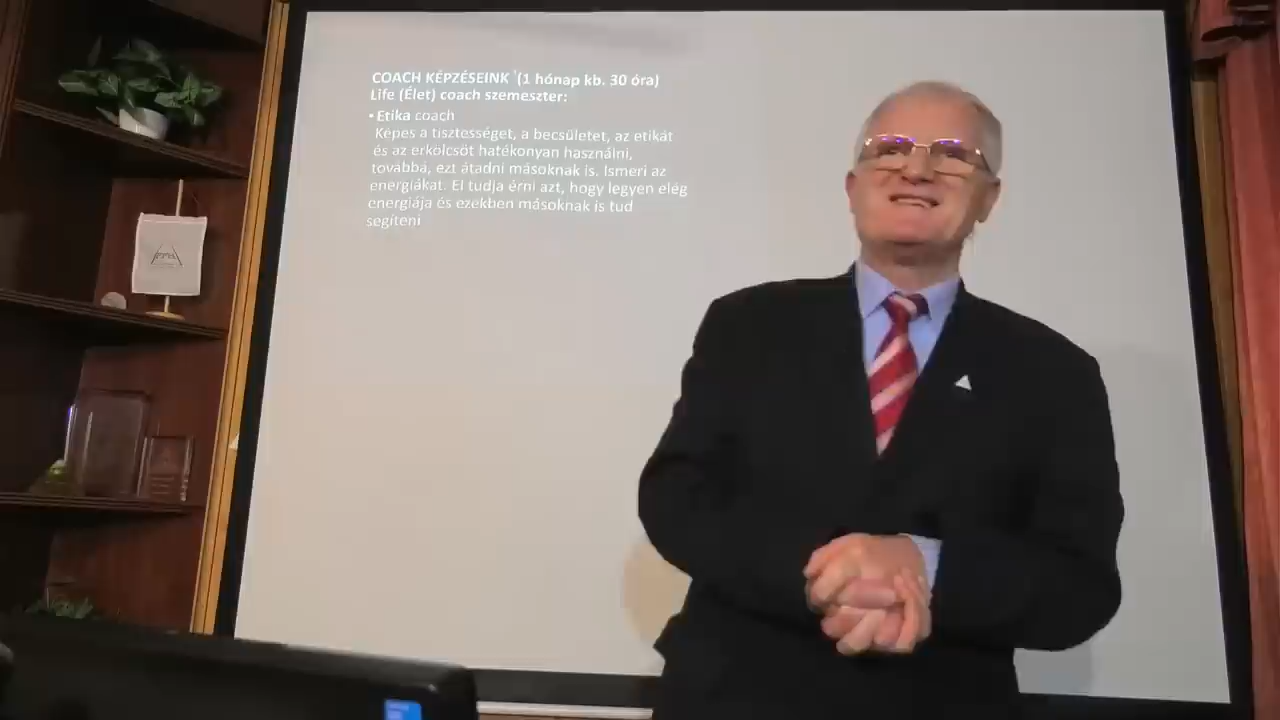 COACH KÉPZÉSEINK (1 hónap kb. 30 óra)
Life (Élet) coach szemeszter:
• Etika coach
Képes a tisztességet, a becsületet, az etikát
és az erkölcsöt hatékonyan használni,
továbbá, ezt átadni másoknak is. Ismeri az
energiákat. El tudja érni azt, hogy legyen elég
energiája és ezekben másoknak is tud
segíteni